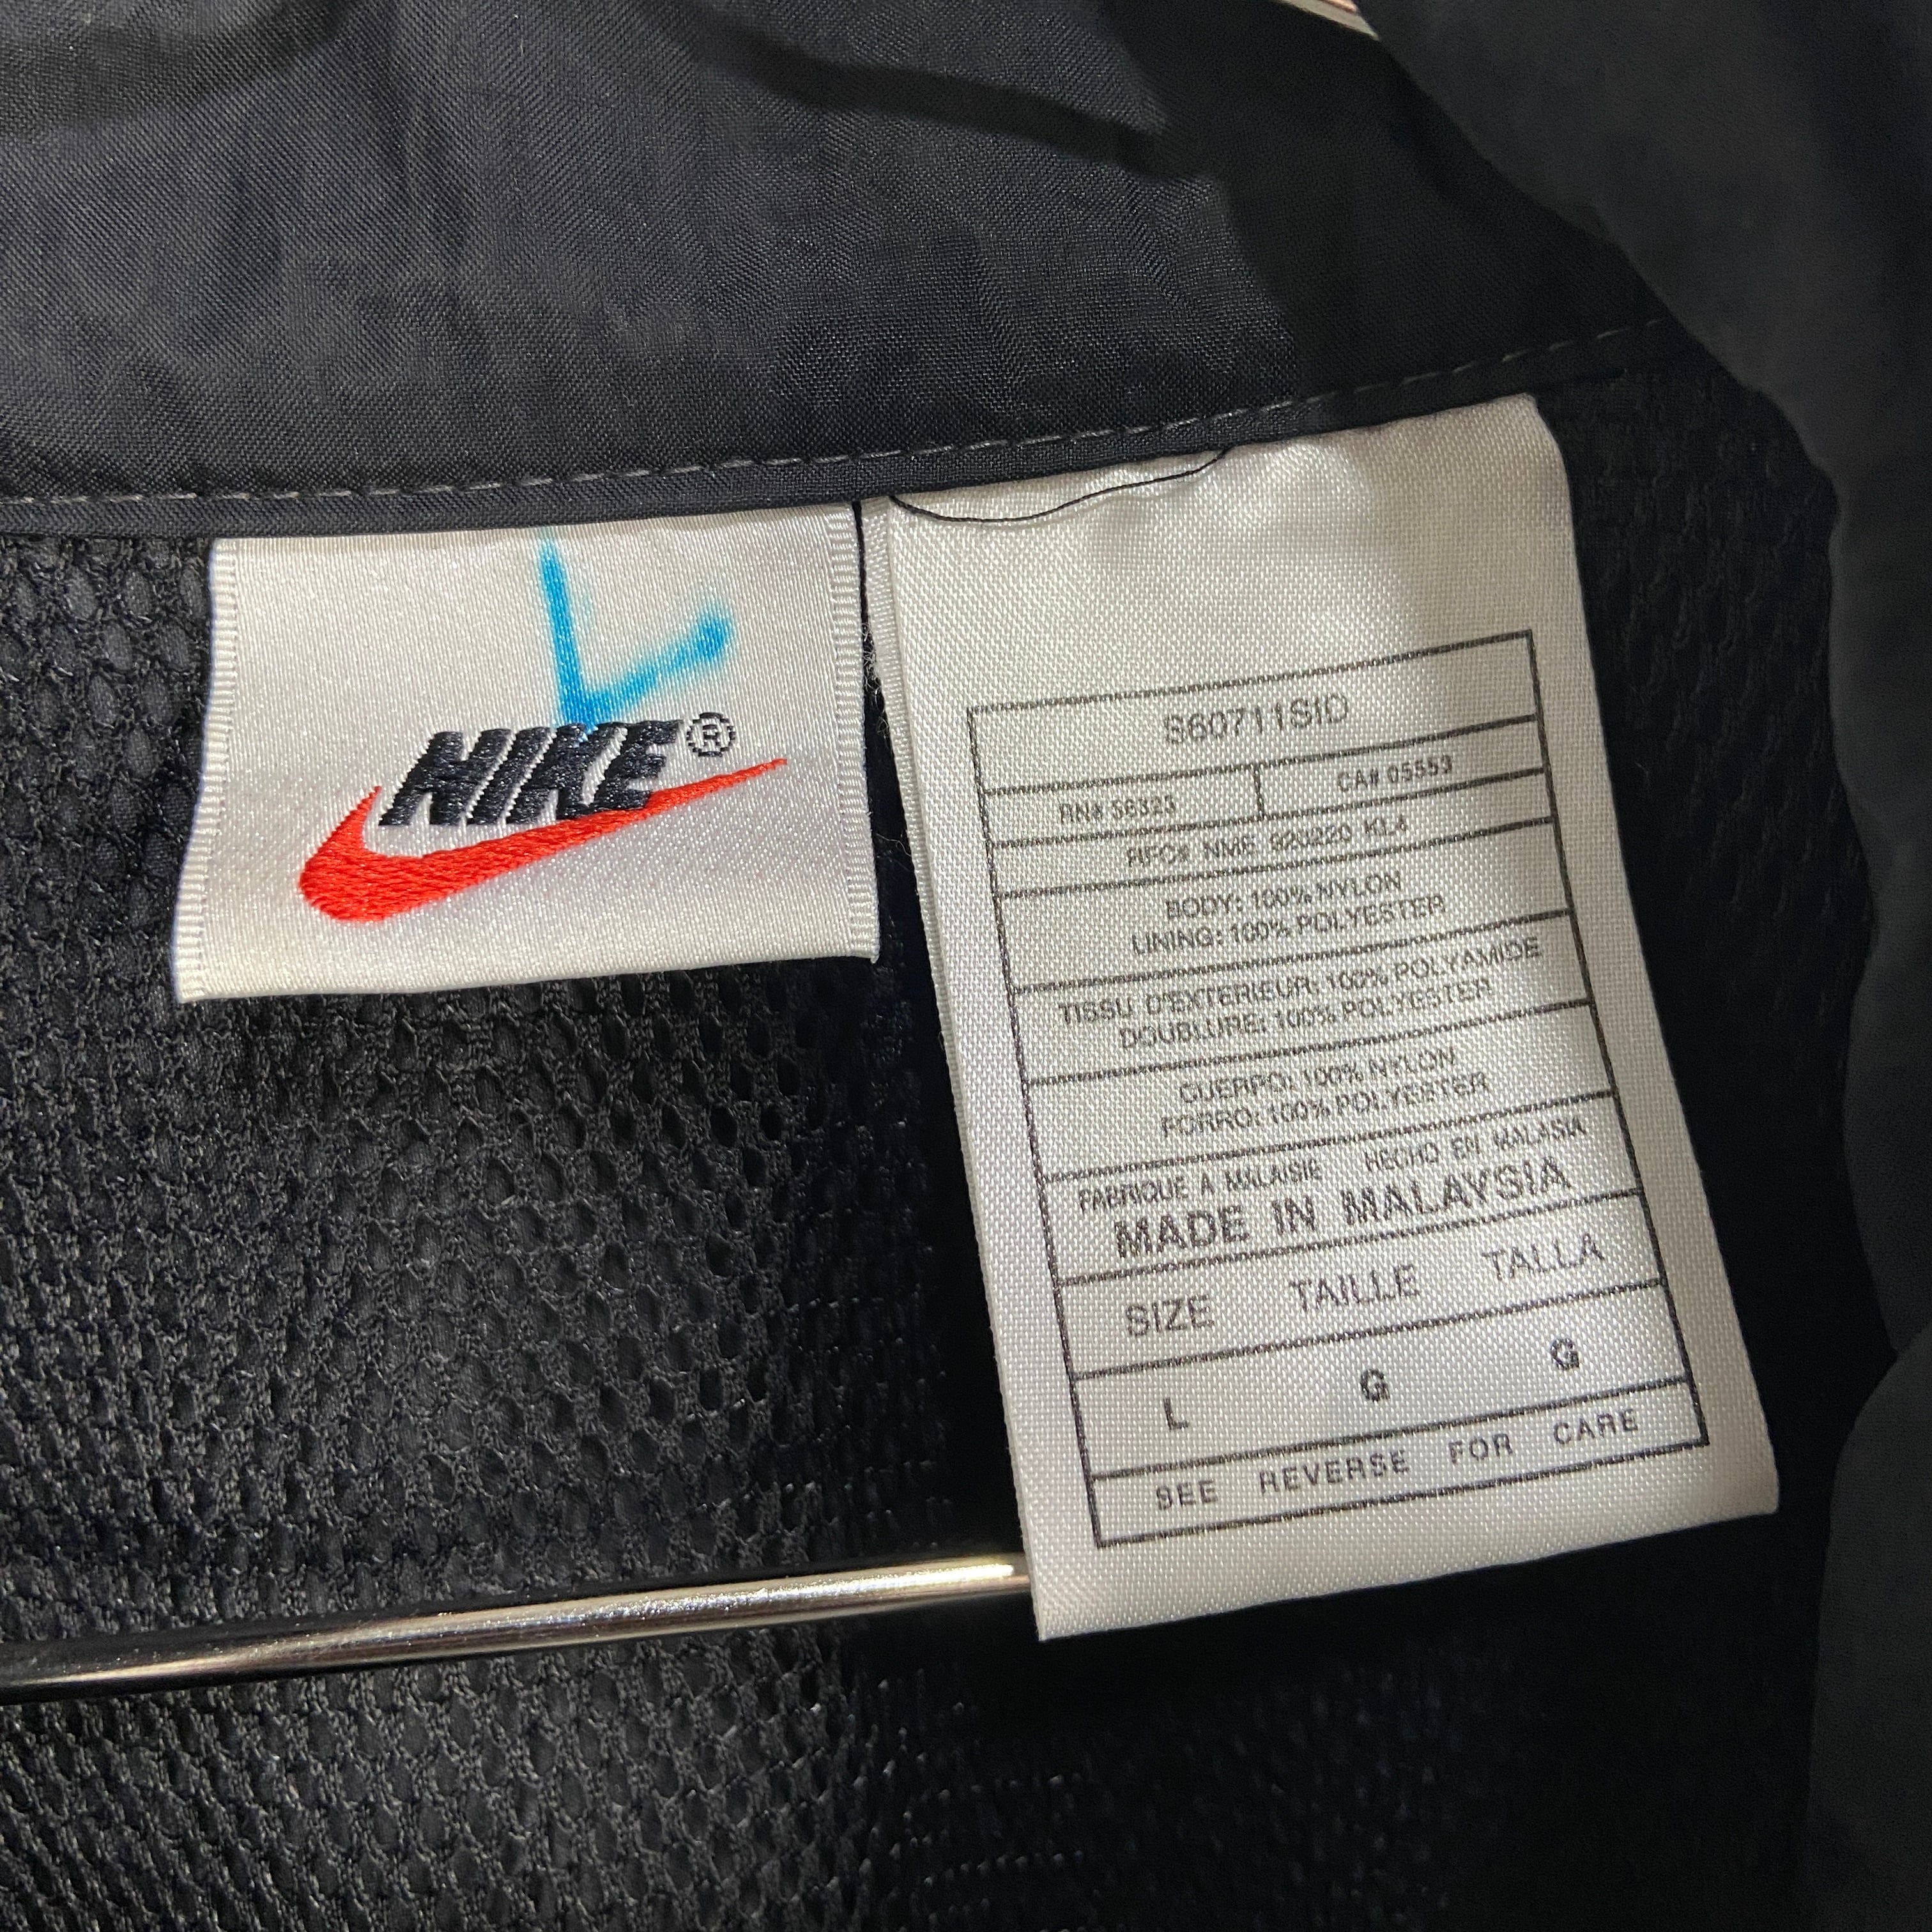 L
NIKE®
S60711SID
RN# 56323 CA# 05553
RFC# NME 920220 KL4
BODY: 100% NYLON
LINING: 100% POLYESTER
TISSU D'EXTERIEUR: 100% POLYAMIDE
DOUBLURE: 100% POLYESTER
CUERPO: 100% NYLON
FORRO: 100% POLYESTER
FABRIQUE A MALAISIE HECHO EN MALASIA
MADE IN MALAYSIA
SIZE TAILLE TALLA
L G G
SEE REVERSE FOR CARE